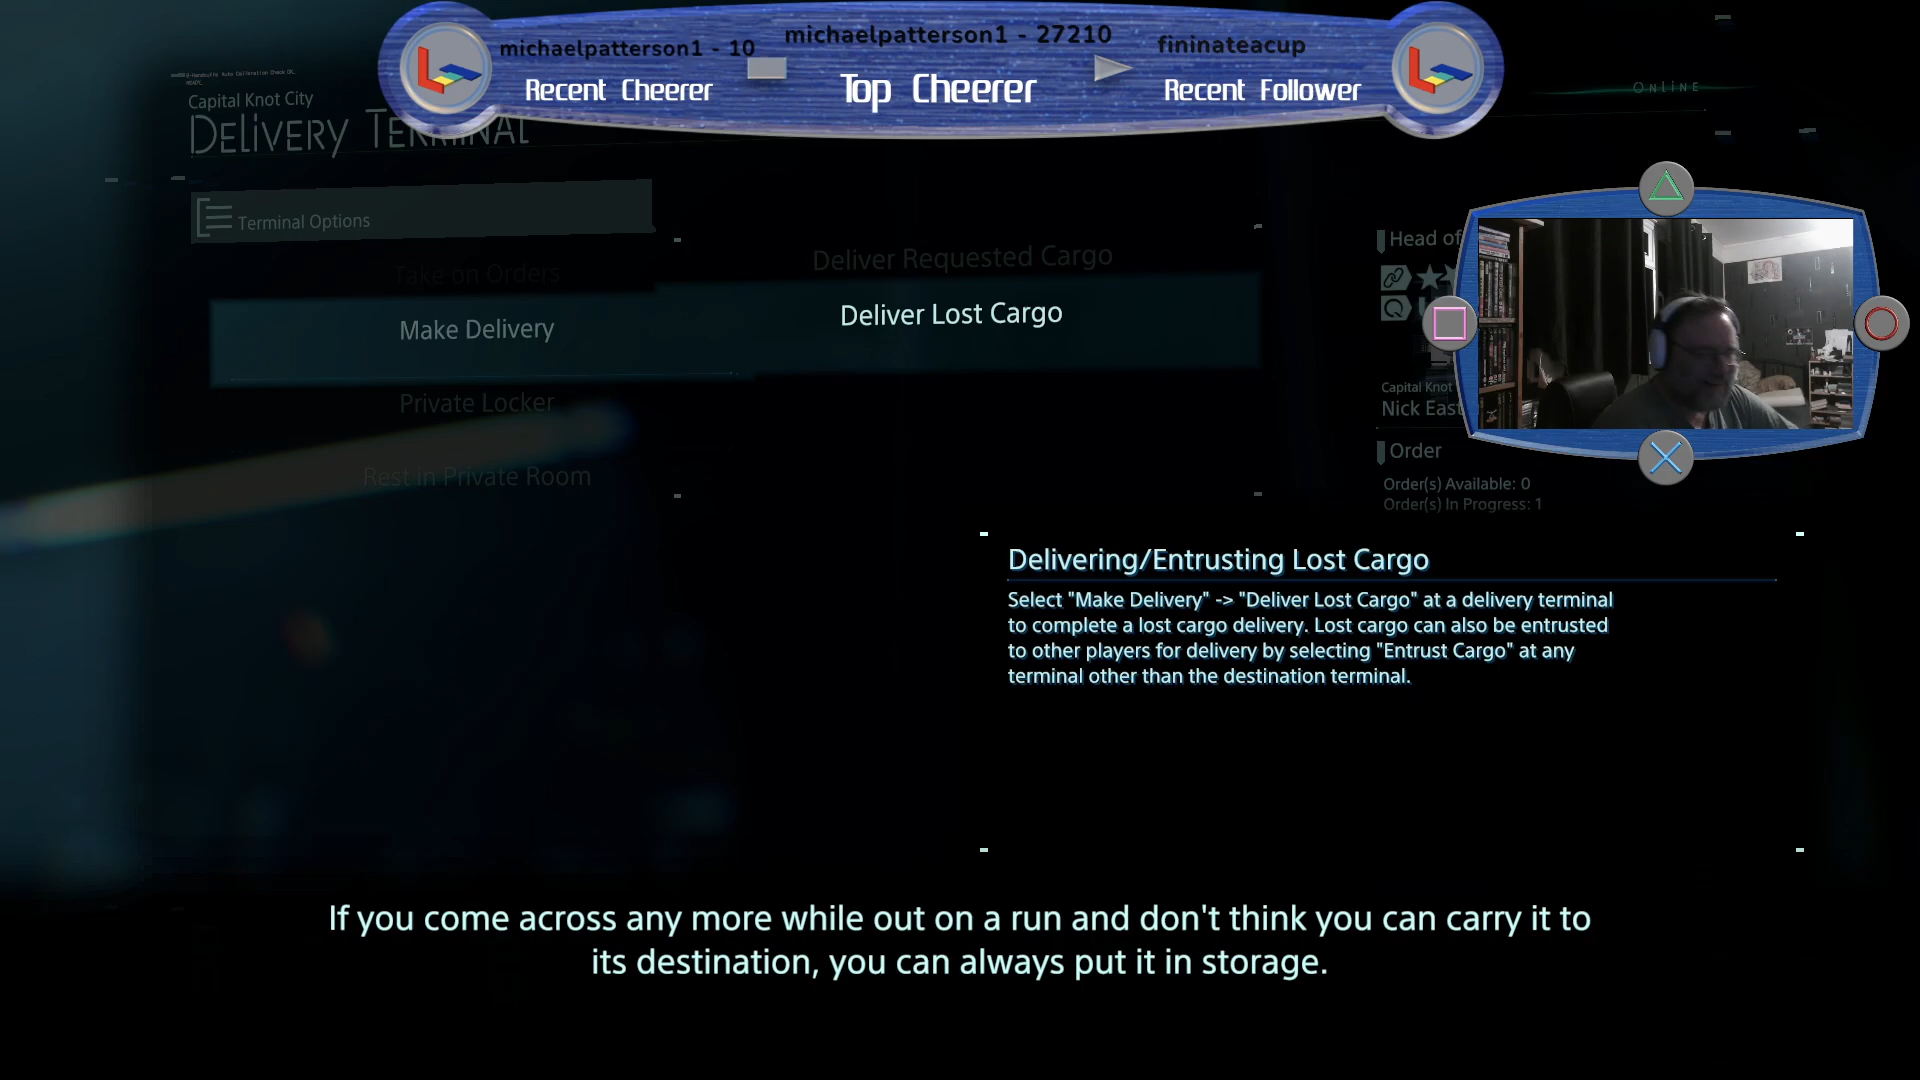 michaelpatterson1 - 10
Recent Cheerer
michaelpatterson1 - 27210
Top Cheerer
fininateacup
Recent Follower
Capital Knot City
Delivery Terminal
Online
Terminal Options
Take on Orders
Make Delivery
Private Locker
Rest in Private Room
Deliver Requested Cargo
Deliver Lost Cargo
Head of
Capital Knot
Nick East
Order
Order(s) Available: 0
Order(s) In Progress: 1
Delivering/Entrusting Lost Cargo
Select "Make Delivery" -> "Deliver Lost Cargo" at a delivery terminal
to complete a lost cargo delivery. Lost cargo can also be entrusted
to other players for delivery by selecting "Entrust Cargo" at any
terminal other than the destination terminal.
If you come across any more while out on a run and don't think you can carry it to
its destination, you can always put it in storage.